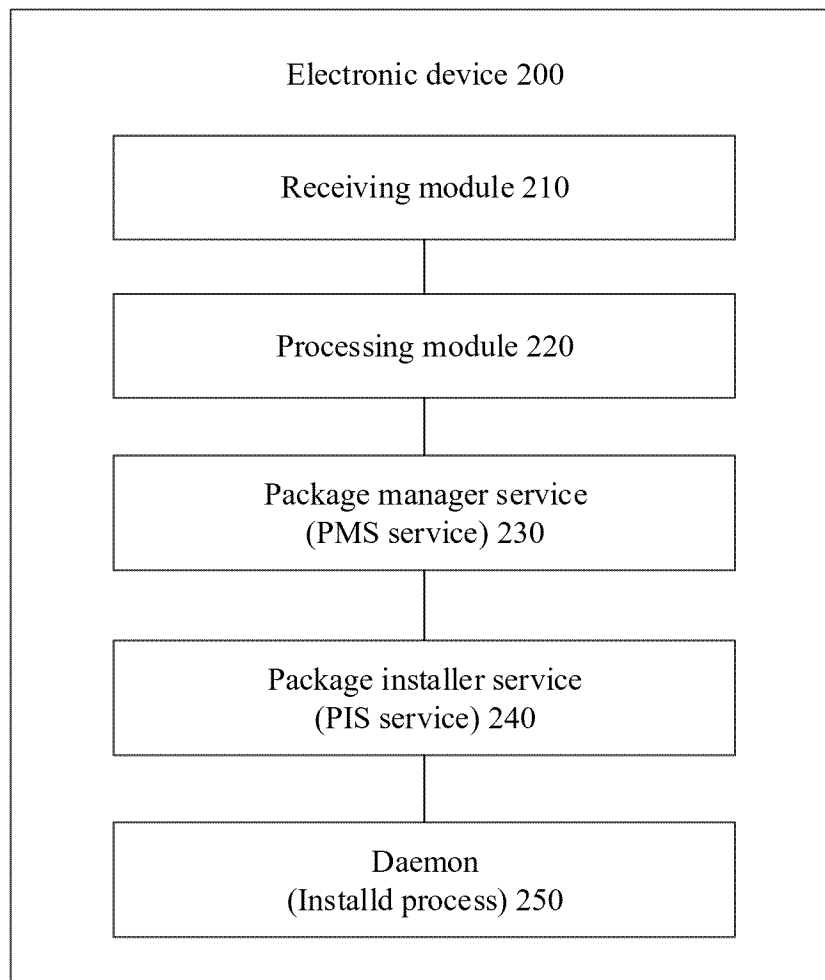 Electronic device 200
Receiving module 210
Processing module 220
Package manager service
(PMS service) 230
Package installer service
(PIS service) 240
Daemon
(Installd process) 250